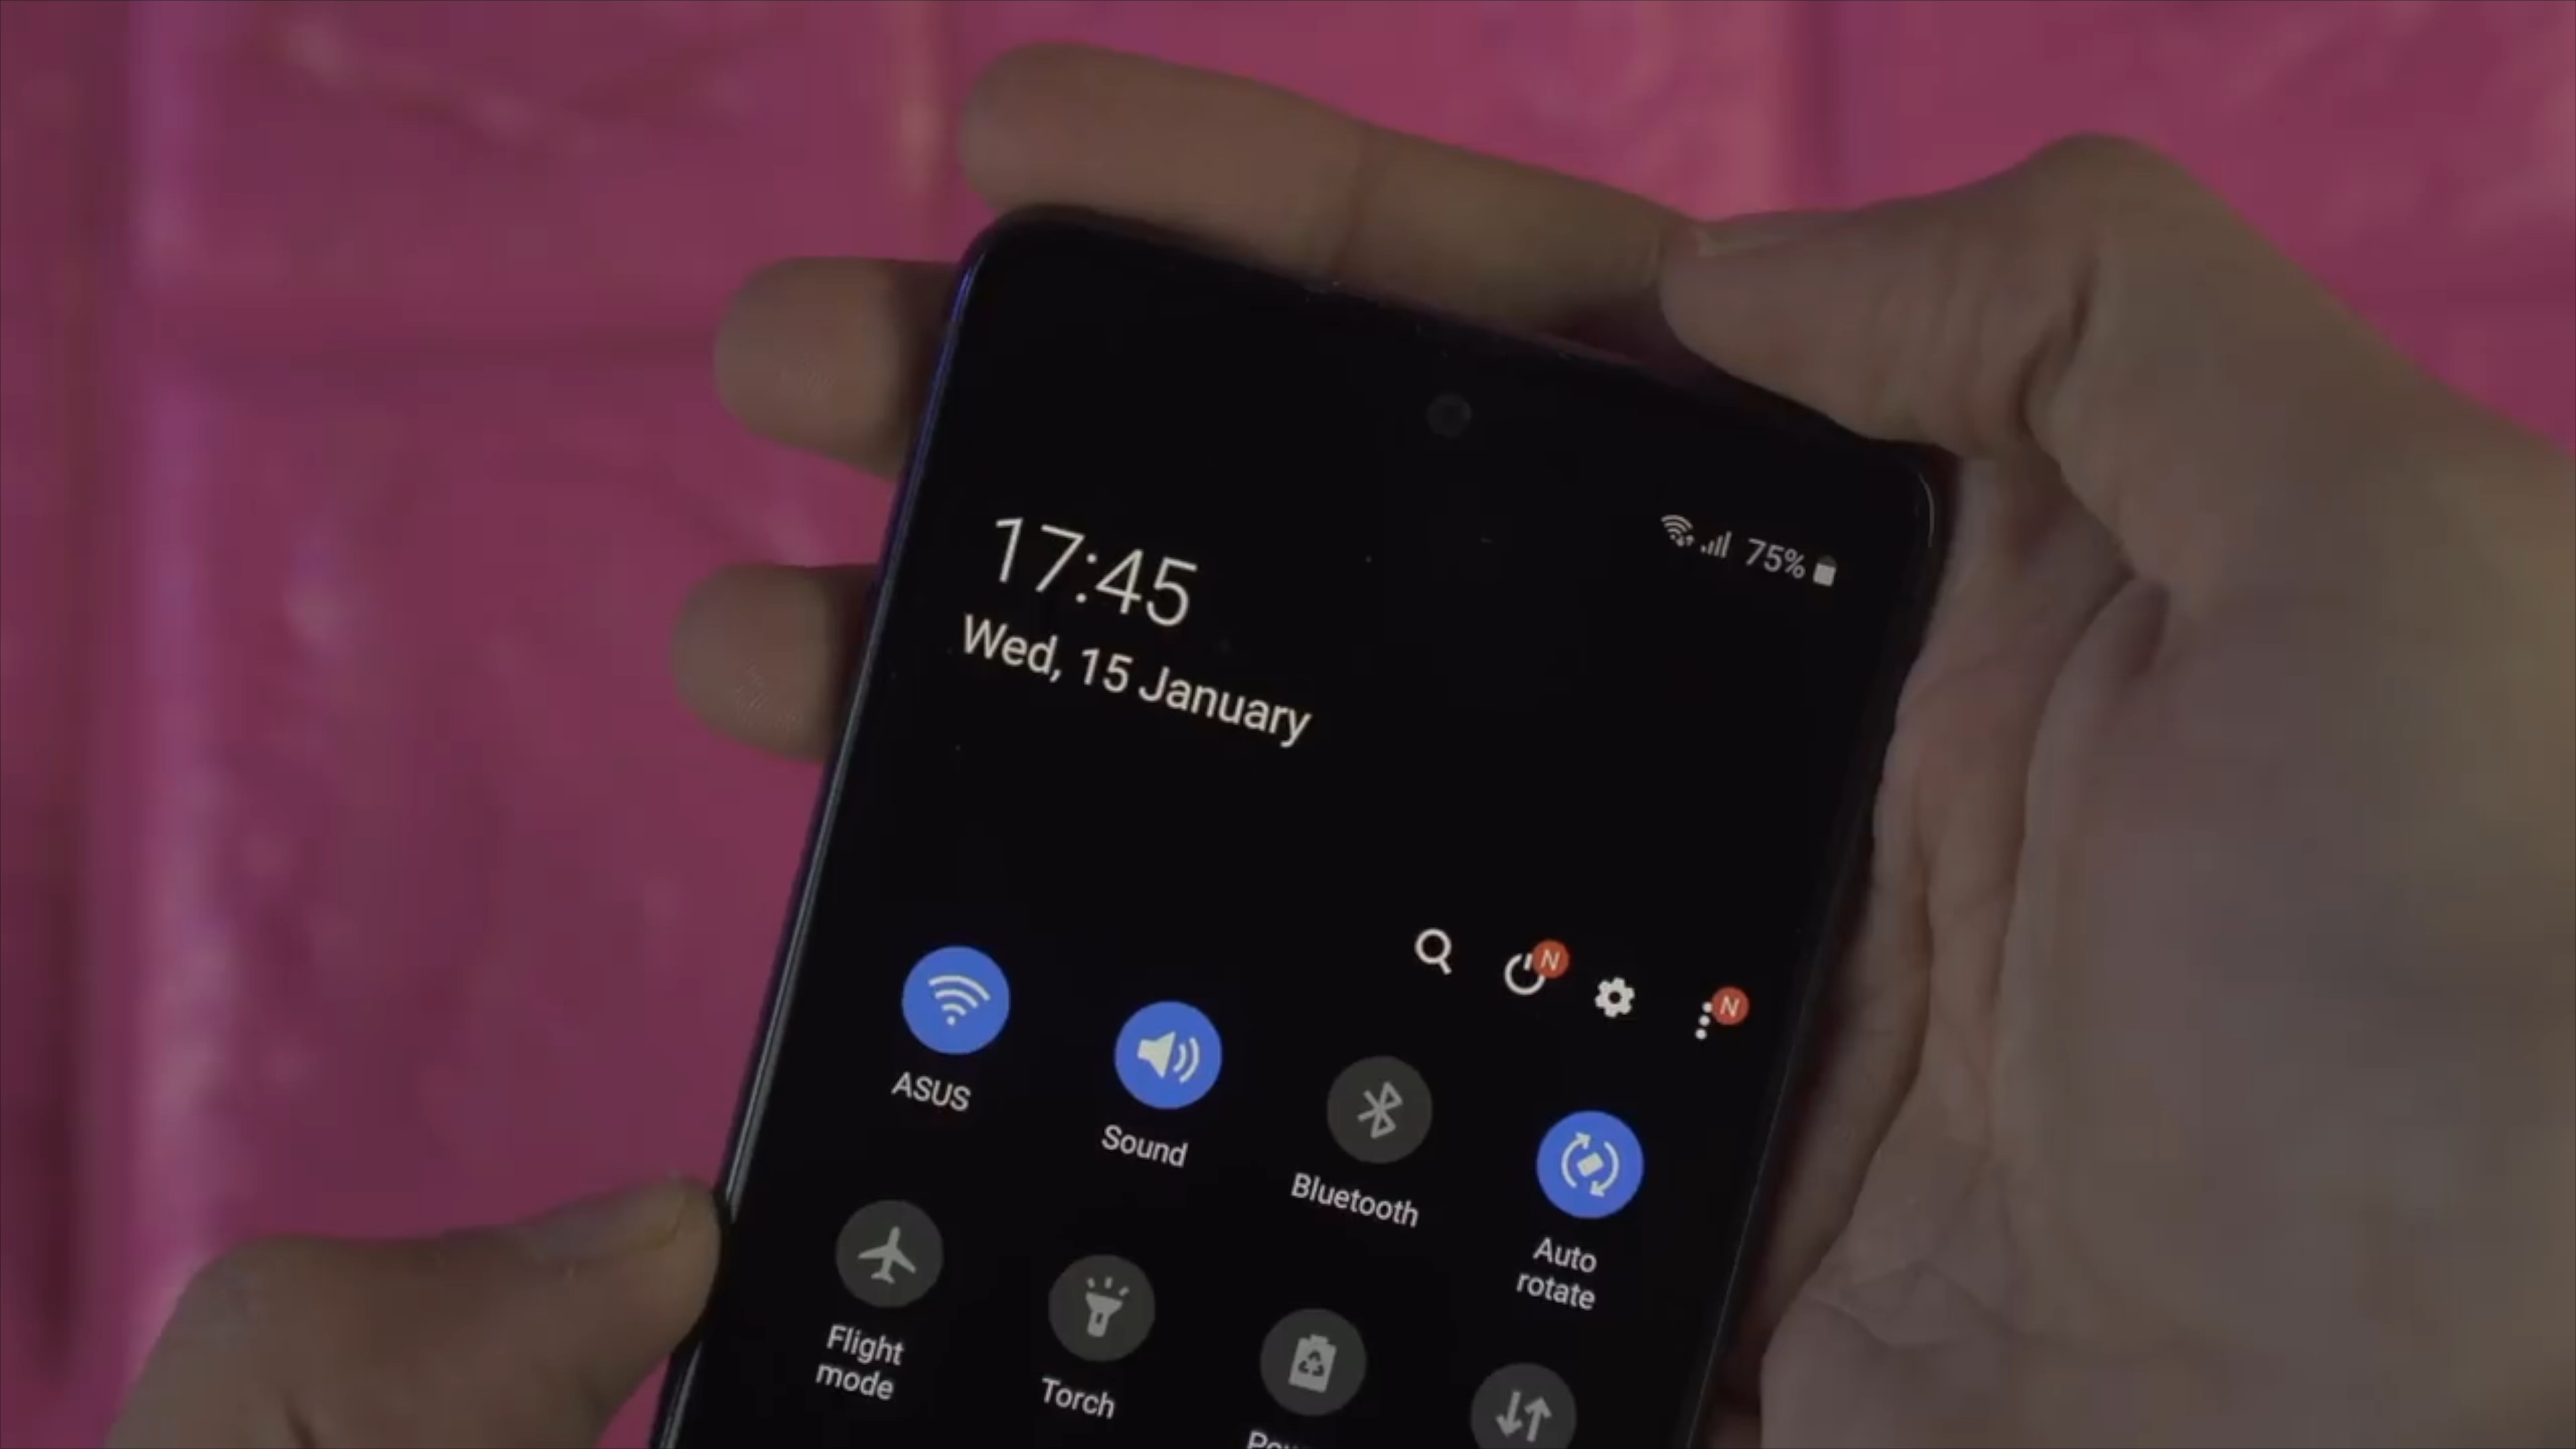 75%
17:45
Wed, 15 January
N
N
ASUS
Sound
Bluetooth
Auto
rotate
Flight
mode
Torch